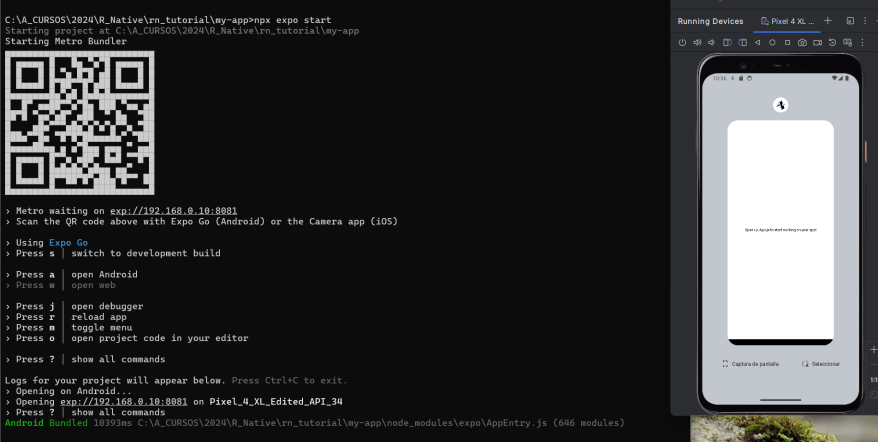 C:\A_CURSOS\2024\R_Native\rn_tutorial\my-app>npx expo start
Starting project at C:\A_CURSOS\2024\R_Native\rn_tutorial\my-app
Starting Metro Bundler
› Metro waiting on exp://192.168.0.10:8081
› Scan the QR code above with Expo Go (Android) or the Camera app (iOS)
› Using Expo Go
› Press s │ switch to development build
› Press a │ open Android
› Press w │ open web
› Press j │ open debugger
› Press r │ reload app
› Press m │ toggle menu
› Press o │ open project code in your editor
› Press ? │ show all commands
Logs for your project will appear below. Press Ctrl+C to exit.
› Opening on Android...
› Opening exp://192.168.0.10:8081 on Pixel_4_XL_Edited_API_34
› Press ? │ show all commands
Android Bundled 10393ms C:\A_CURSOS\2024\R_Native\rn_tutorial\my-app\node_modules\expo\AppEntry.js (646 modules)
Running Devices
Pixel 4 XL ...
10:36
Open up App.js to start working on your app!
Captura de pantalla
Seleccionar
1:1